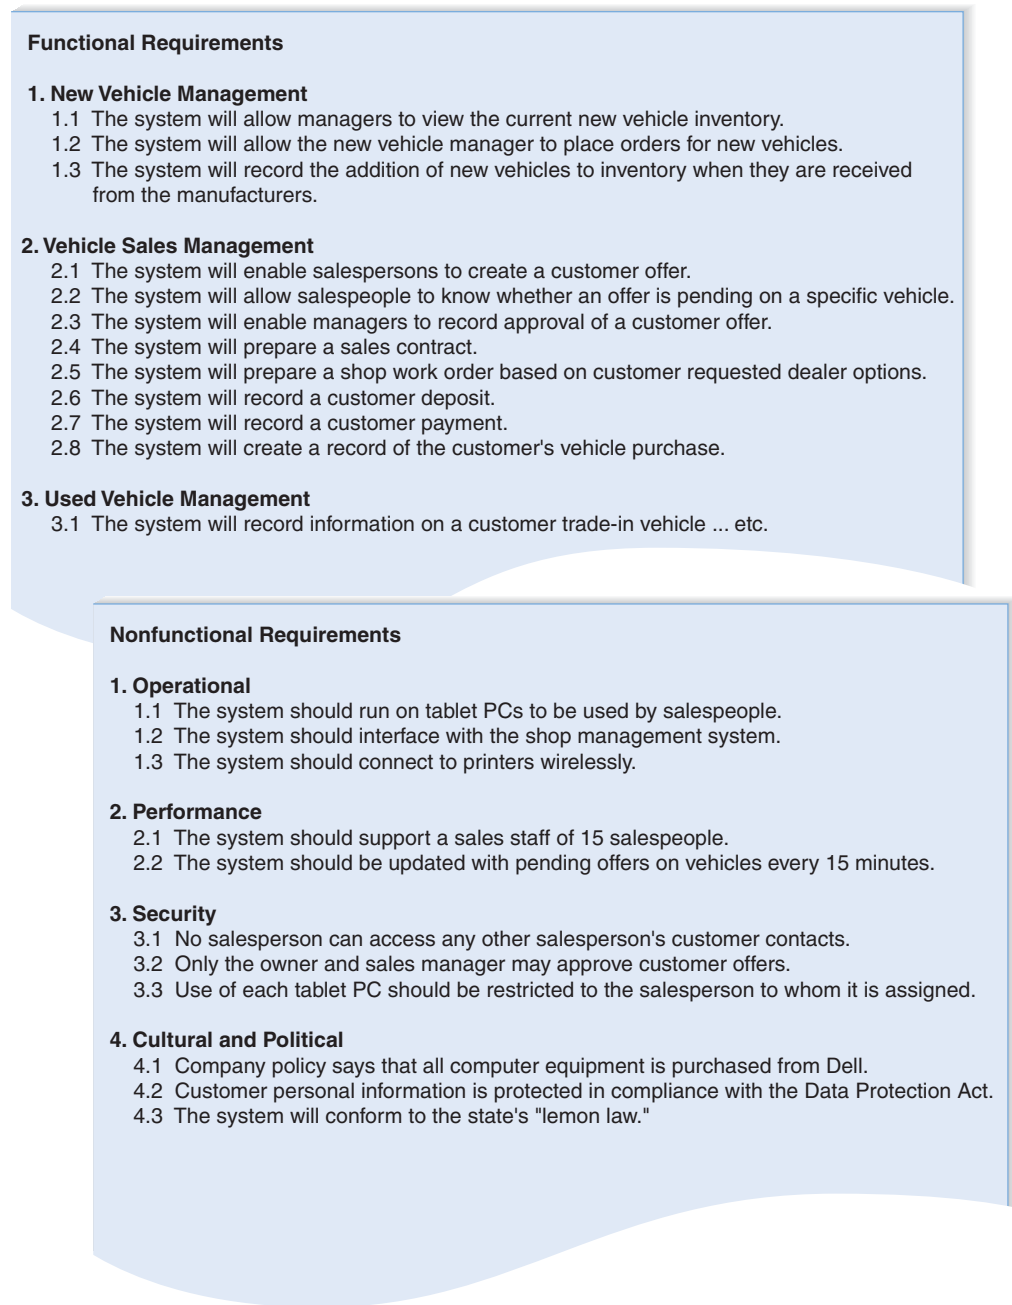 Functional Requirements
1. New Vehicle Management
1.1 The system will allow managers to view the current new vehicle inventory.
1.2 The system will allow the new vehicle manager to place orders for new vehicles.
1.3 The system will record the addition of new vehicles to inventory when they are received
from the manufacturers.
2. Vehicle Sales Management
2.1 The system will enable salespersons to create a customer offer.
2.2 The system will allow salespeople to know whether an offer is pending on a specific vehicle.
2.3 The system will enable managers to record approval of a customer offer.
2.4 The system will prepare a sales contract.
2.5 The system will prepare a shop work order based on customer requested dealer options.
2.6 The system will record a customer deposit.
2.7 The system will record a customer payment.
2.8 The system will create a record of the customer's vehicle purchase.
3. Used Vehicle Management
3.1 The system will record information on a customer trade-in vehicle ... etc.
Nonfunctional Requirements
1. Operational
1.1 The system should run on tablet PCs to be used by salespeople.
1.2 The system should interface with the shop management system.
1.3 The system should connect to printers wirelessly.
2. Performance
2.1 The system should support a sales staff of 15 salespeople.
2.2 The system should be updated with pending offers on vehicles every 15 minutes.
3. Security
3.1 No salesperson can access any other salesperson's customer contacts.
3.2 Only the owner and sales manager may approve customer offers.
3.3 Use of each tablet PC should be restricted to the salesperson to whom it is assigned.
4. Cultural and Political
4.1 Company policy says that all computer equipment is purchased from Dell.
4.2 Customer personal information is protected in compliance with the Data Protection Act.
4.3 The system will conform to the state's "lemon law."